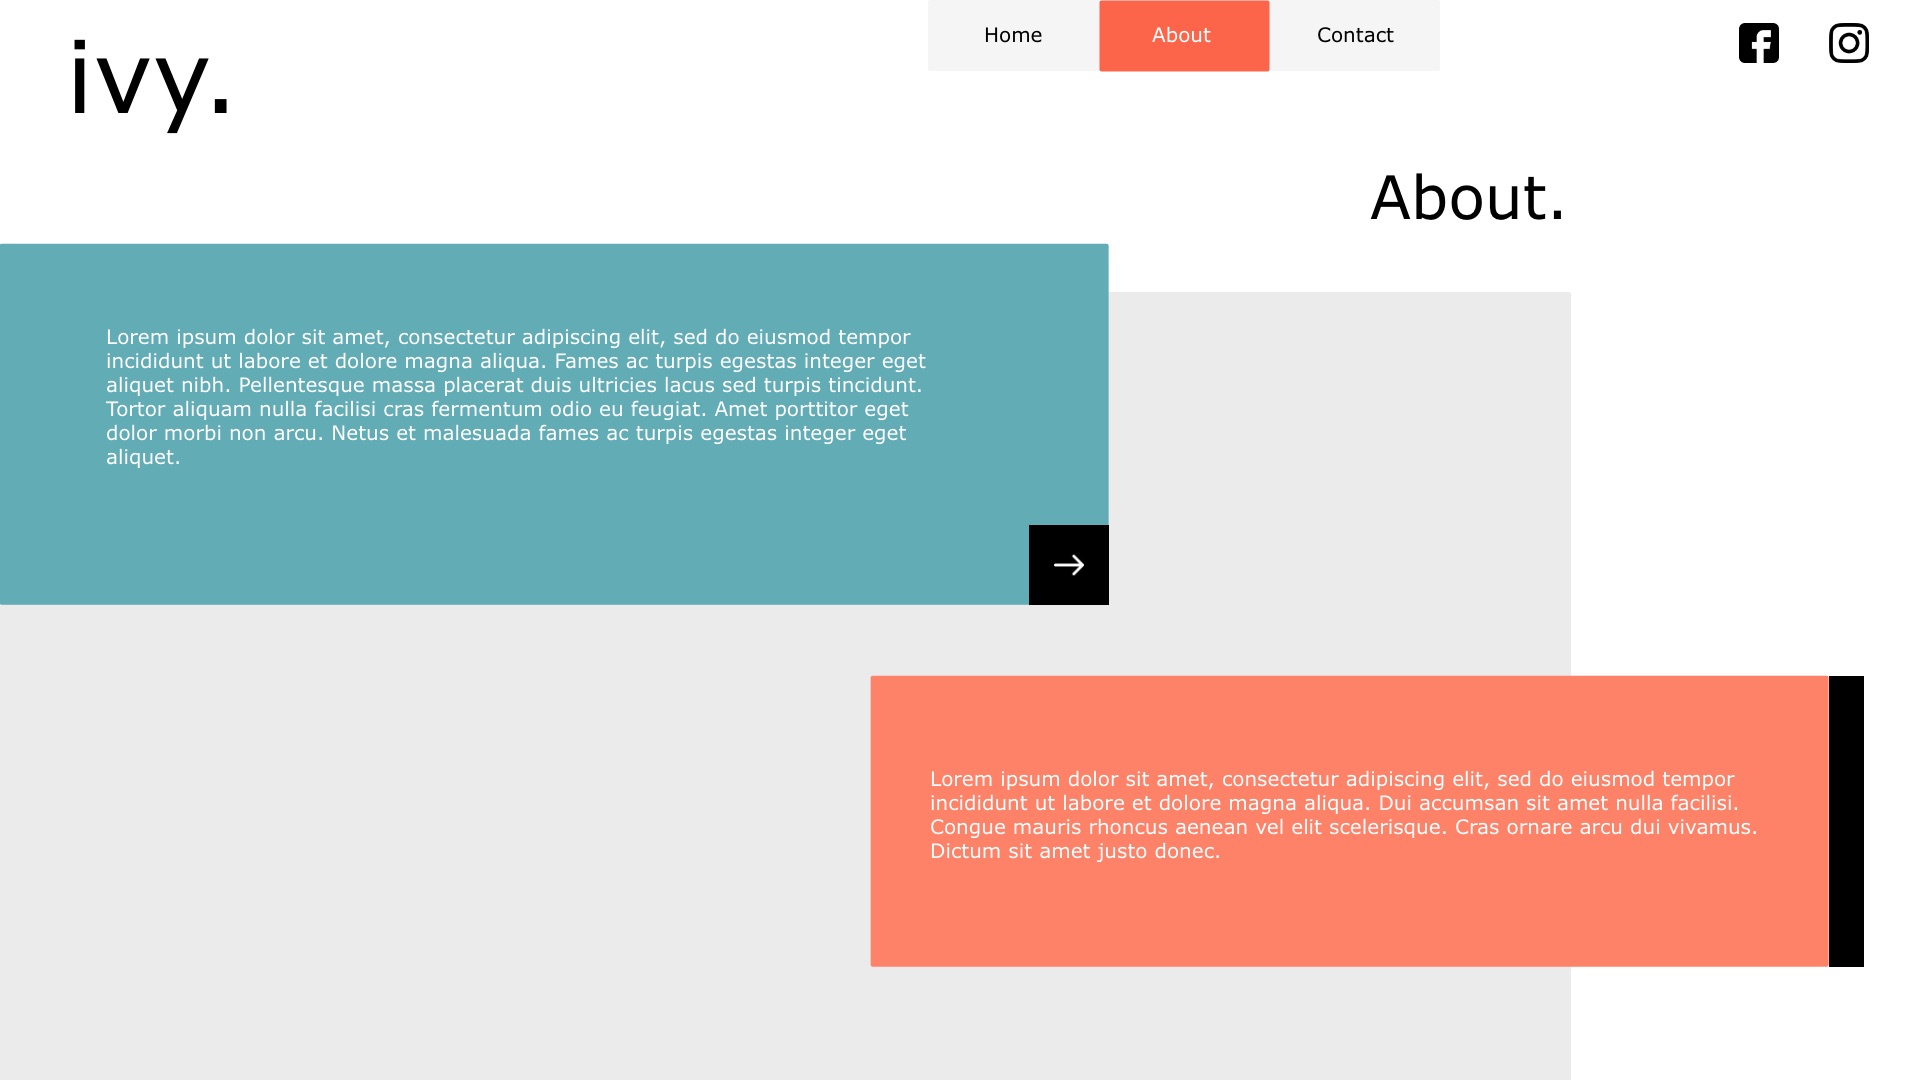 ivy.
Home
About
Contact
About.
Lorem ipsum dolor sit amet, consectetur adipiscing elit, sed do eiusmod tempor
incididunt ut labore et dolore magna aliqua. Fames ac turpis egestas integer eget
aliquet nibh. Pellentesque massa placerat duis ultricies lacus sed turpis tincidunt.
Tortor aliquam nulla facilisi cras fermentum odio eu feugiat. Amet porttitor eget
dolor morbi non arcu. Netus et malesuada fames ac turpis egestas integer eget
aliquet.
Lorem ipsum dolor sit amet, consectetur adipiscing elit, sed do eiusmod tempor
incididunt ut labore et dolore magna aliqua. Dui accumsan sit amet nulla facilisi.
Congue mauris rhoncus aenean vel elit scelerisque. Cras ornare arcu dui vivamus.
Dictum sit amet justo donec.